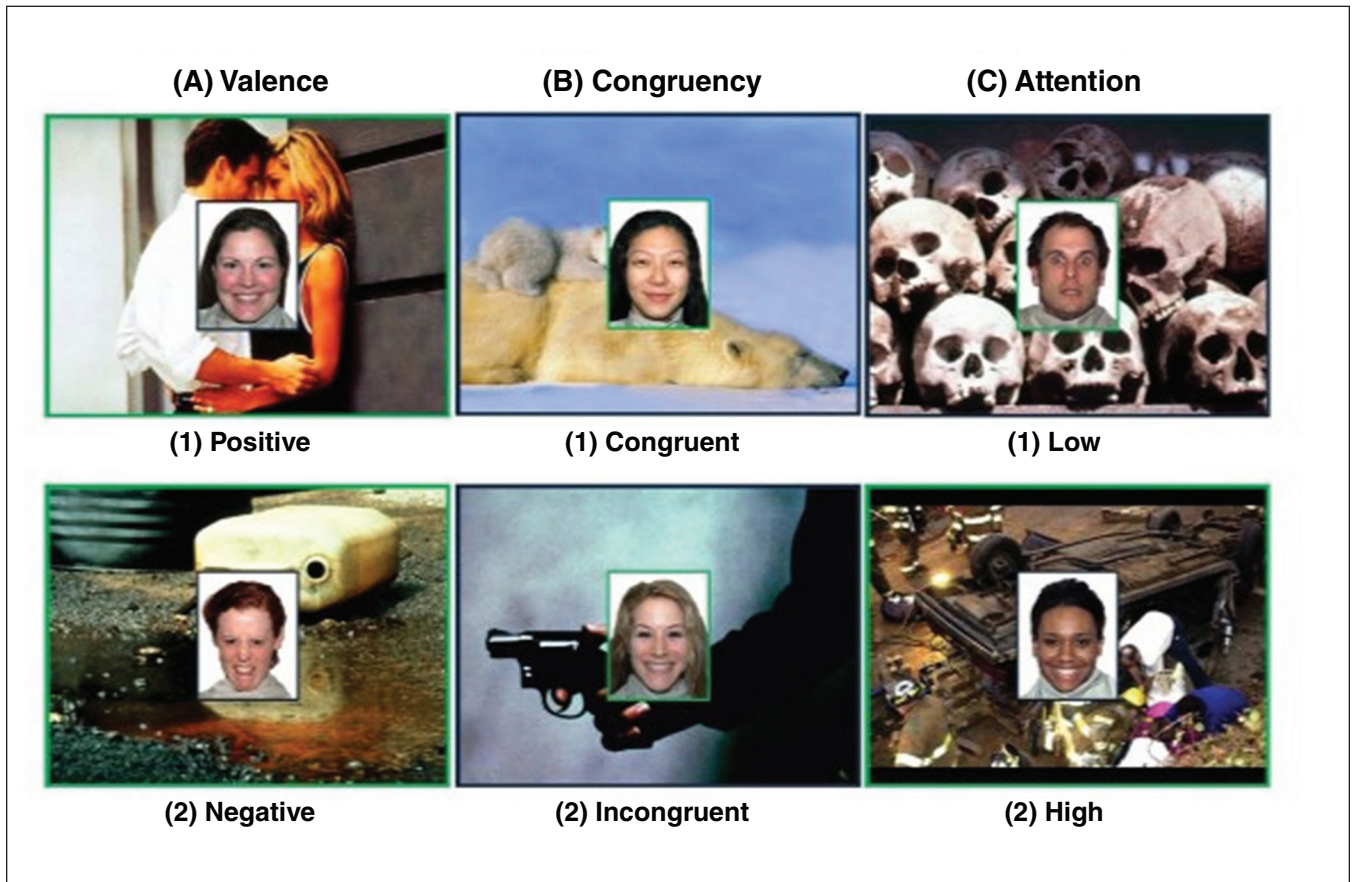 (A) Valence
(B) Congruency
(C) Attention
(1) Positive
(1) Congruent
(1) Low
(2) Negative
(2) Incongruent
(2) High